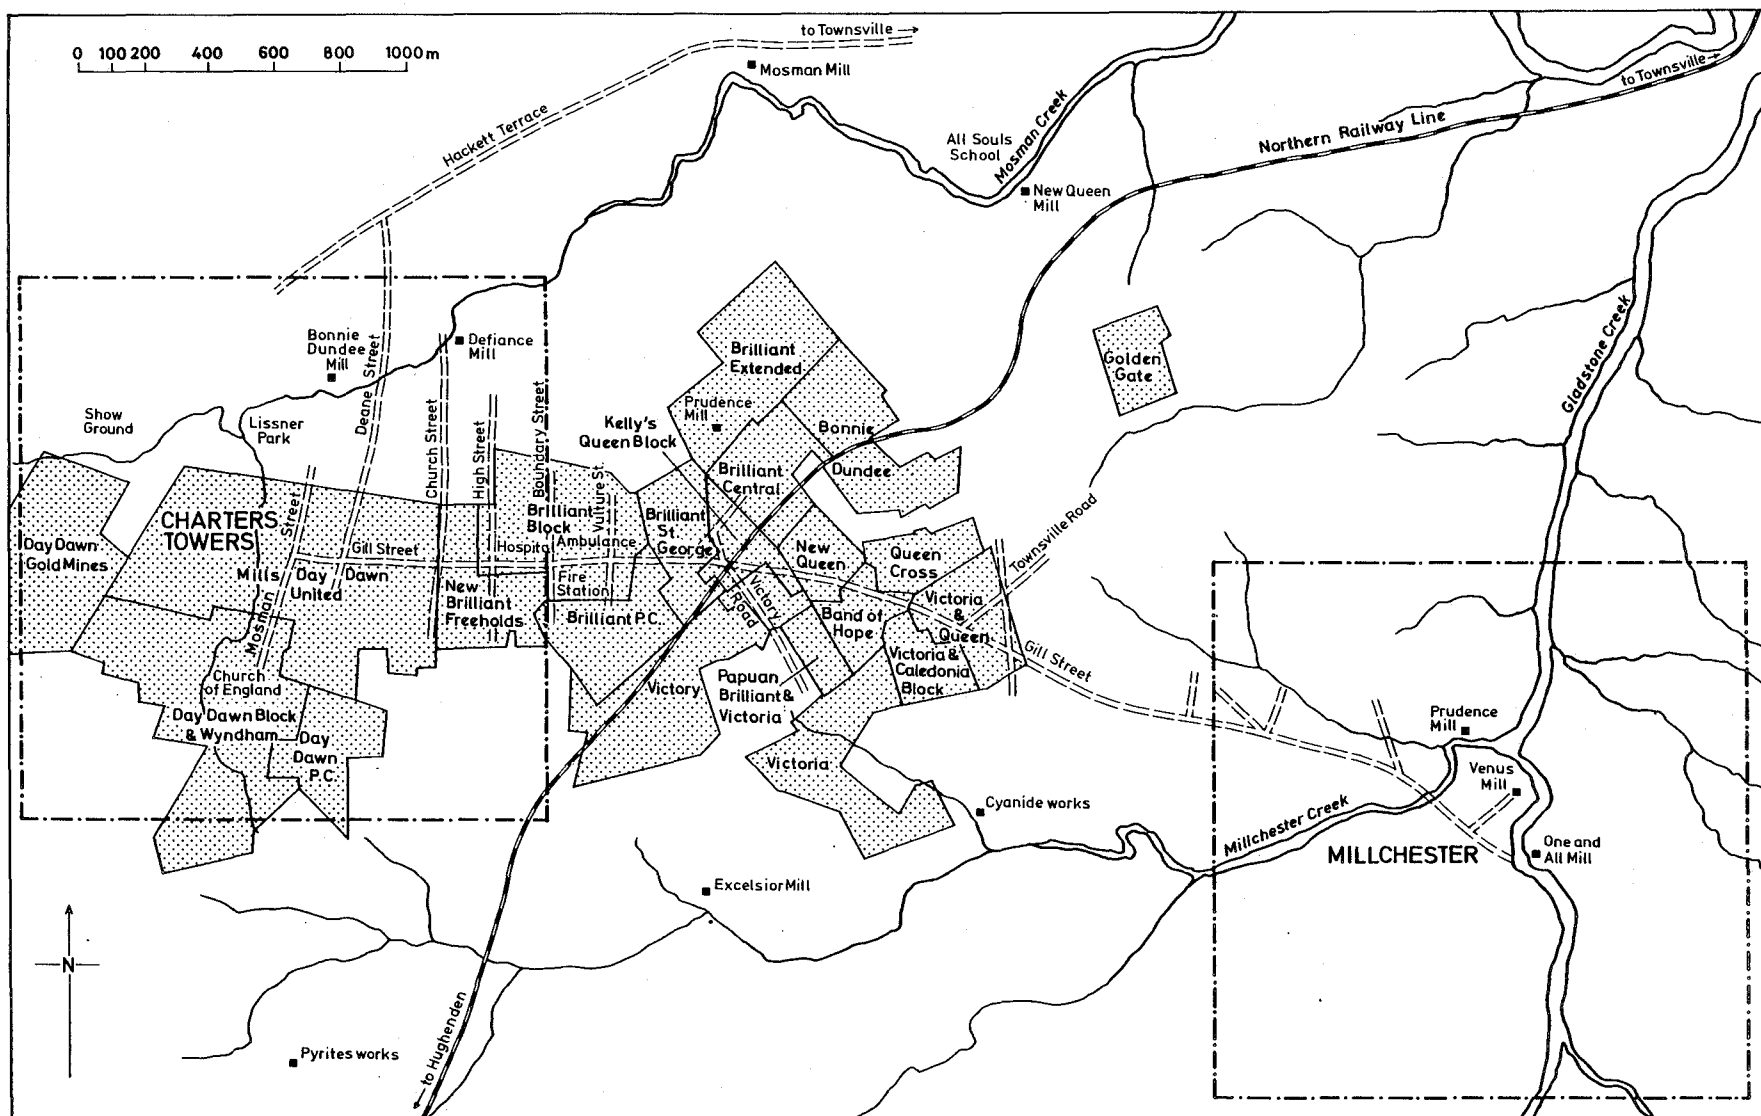 to Townsville
0 100 200 400 600 800 1000 m
Mosman Mill
to Townsville
Hackett Terrace
All Souls
School
Mosman Creek
Northern Railway Line
New Queen
Mill
Bonnie
Dundee
Mill
Deane Street
Defiance
Mill
Brilliant
Extended
Golden
Gate
Gladstone Creek
Show
Ground
Lissner
Park
Church Street
High Street
Boundary Street
Kelly's
Queen Block
Prudence
Mill
Bonnie
Dundee
Brilliant
Central
Vulture St.
CHARTERS
TOWERS
Street
Brilliant
Block
Brilliant
St.
George
Townsville Road
Day Dawn
Gold Mines
Gill Street
Hospital
Ambulance
New
Queen
Queen
Cross
Mills
Day
United
Dawn
Mosman
New
Brilliant
Freeholds
Fire
Station
Brilliant P.C.
Victory
Road
Band of
Hope
Victoria
&
Queen
Gill Street
Church
of England
Victory
Papuan
Brilliant &
Victoria
Victoria &
Caledonia
Block
Day Dawn Block
& Wyndham
Day
Dawn
P.C.
Victoria
Prudence
Mill
Venus
Mill
Cyanide works
Millchester Creek
MILLCHESTER
One and
All Mill
Excelsior Mill
N
Pyrites works
to Hughenden